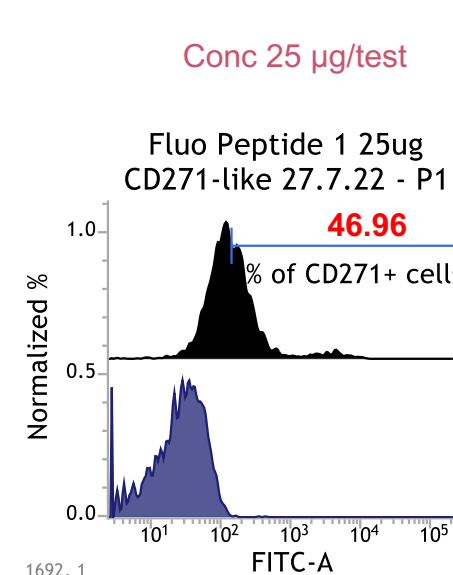 Conc 25 µg/test
Fluo Peptide 1 25ug
CD271-like 27.7.22 - P1
46.96
% of CD271+ cell
Normalized %
1.0
0.5
0.0
10¹ 10² 10³ 10⁴ 10⁵
FITC-A
1692, 1